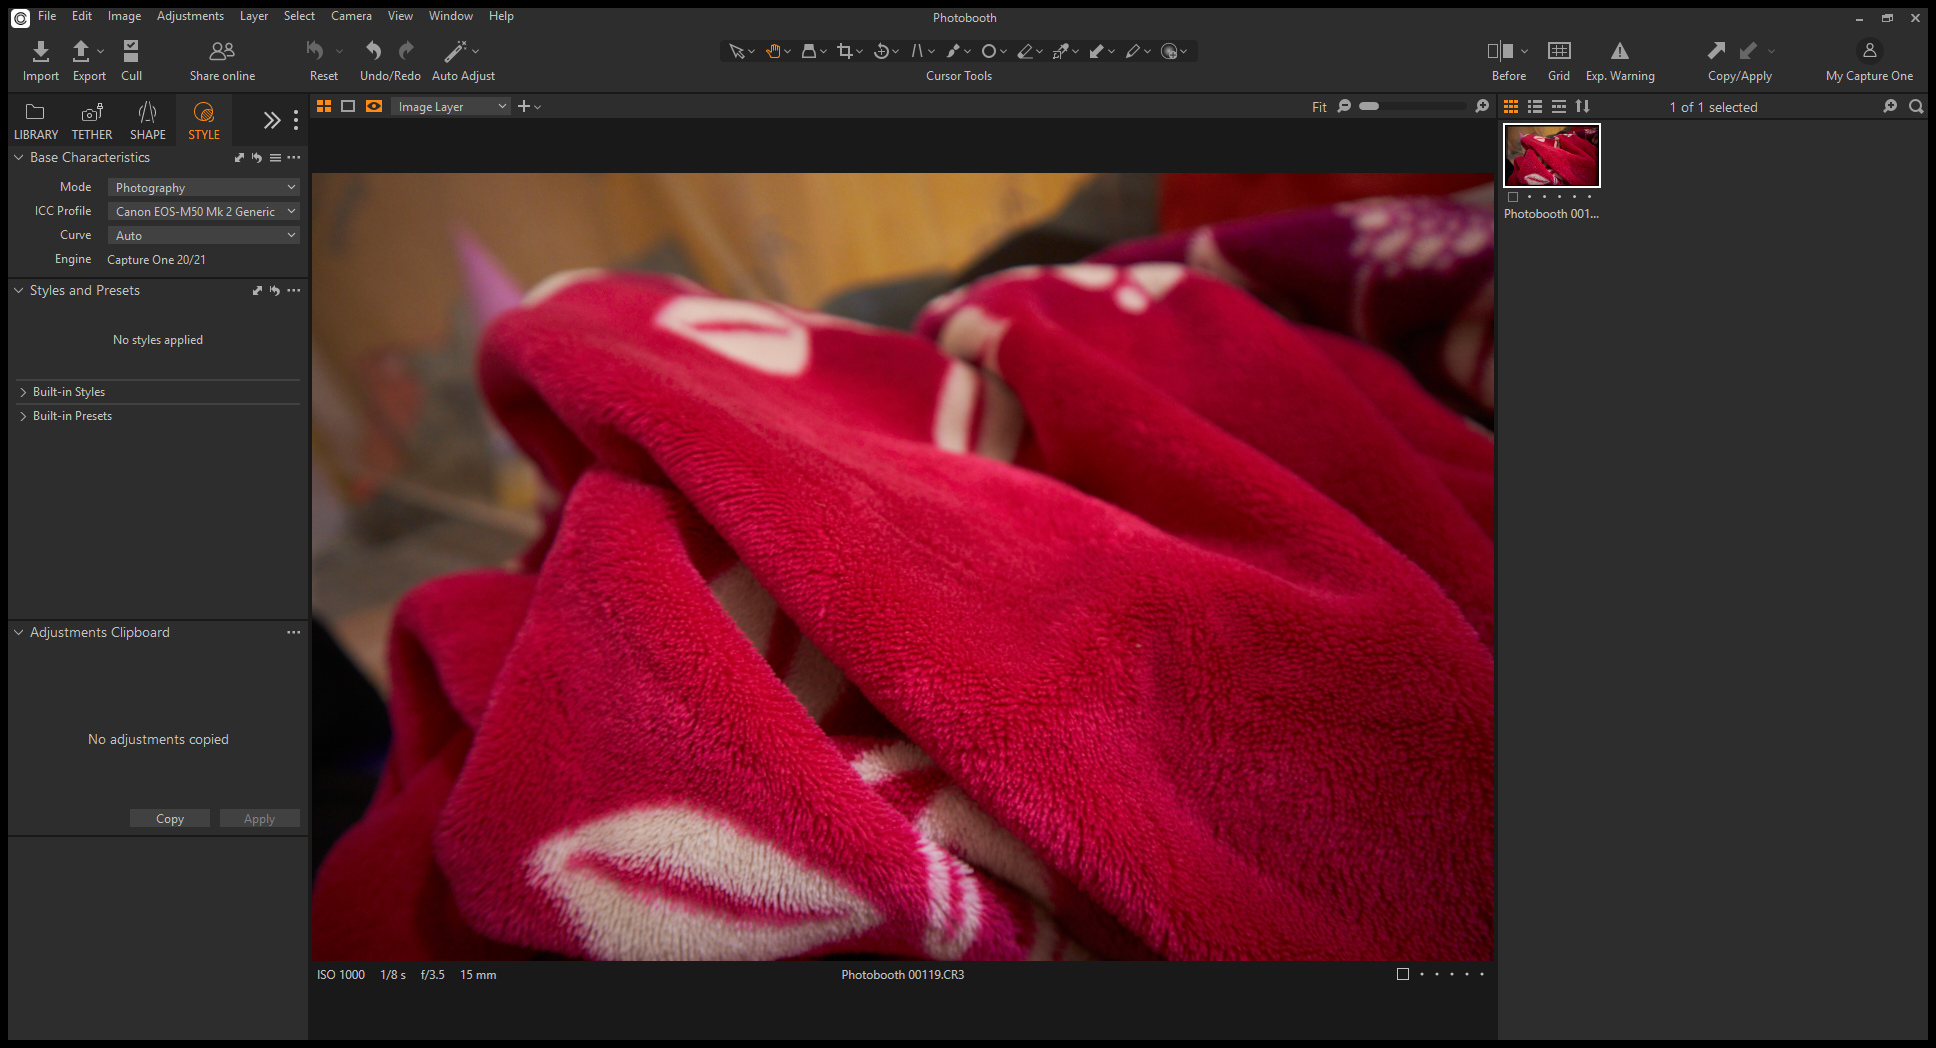 File Edit Image Adjustments Layer Select Camera View Window Help
Photobooth
Import Export Cull Share online Reset Undo/Redo Auto Adjust Cursor Tools Before Grid Exp. Warning Copy/Apply My Capture One
LIBRARY TETHER SHAPE STYLE
Image Layer
Fit
1 of 1 selected
Base Characteristics
Mode Photography
ICC Profile Canon EOS-M50 Mk 2 Generic
Curve Auto
Engine Capture One 20/21
Styles and Presets
No styles applied
Built-in Styles
Built-in Presets
Adjustments Clipboard
No adjustments copied
Copy Apply
ISO 1000 1/8 s f/3.5 15 mm
Photobooth 00119.CR3
Photobooth 001...